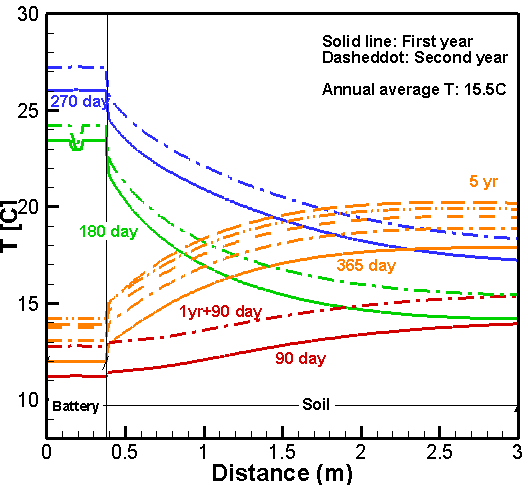 30
25
20
15
10
T [C]
Solid line: First year
Dasheddot: Second year
Annual average T: 15.5C
270 day
180 day
5 yr
365 day
1yr+90 day
90 day
Battery
Soil
0 0.5 1 1.5 2 2.5 3
Distance (m)